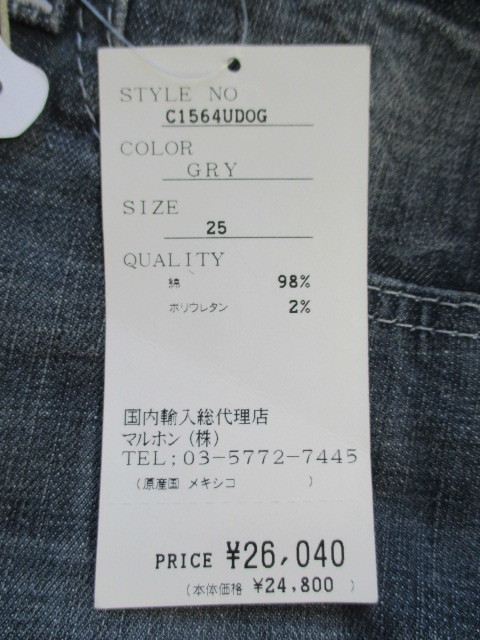 STYLE NO
C1564UDOG
COLOR
GRY
SIZE
25
QUALITY
綿 98%
ポリウレタン 2%
国内輸入総代理店
マルホン（株）
TEL；03-5772-7445
（原産国 メキシコ ）
PRICE ¥26,040
（本体価格 ¥24,800 ）